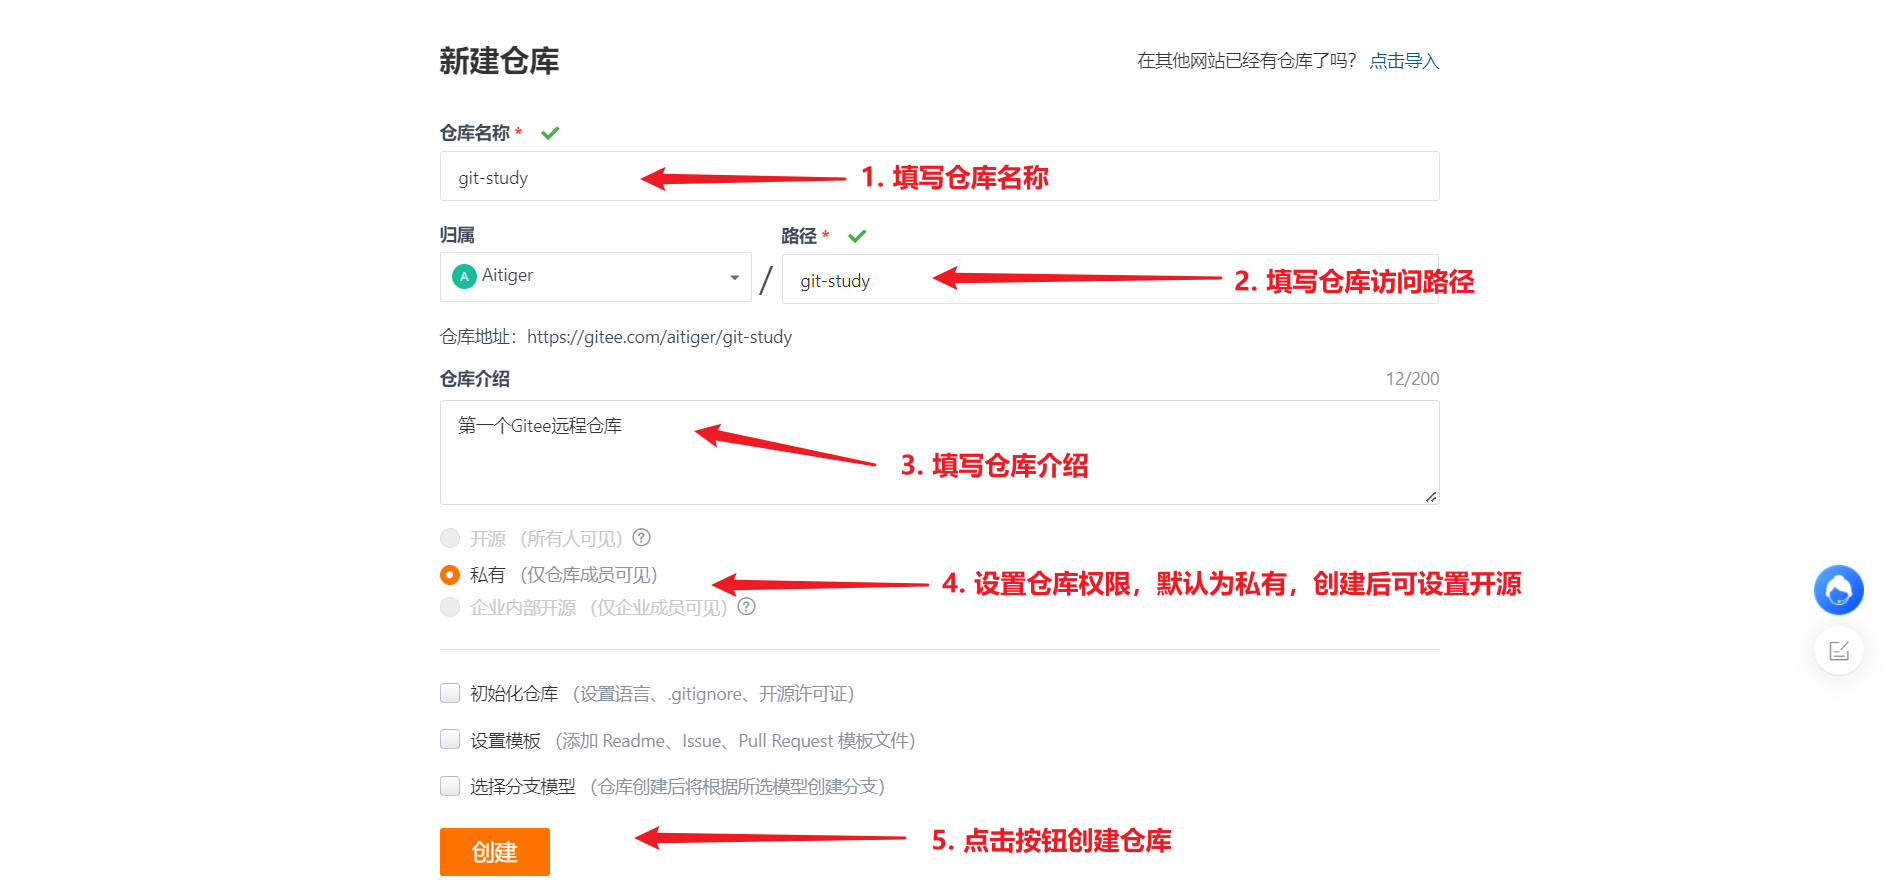 新建仓库
在其他网站已经有仓库了吗? 点击导入
仓库名称 *
git-study
1. 填写仓库名称
归属
路径 *
A Aitiger / git-study
2. 填写仓库访问路径
仓库地址：https://gitee.com/aitiger/git-study
仓库介绍
12/200
第一个Gitee远程仓库
3. 填写仓库介绍
开源 （所有人可见） ?
私有 （仅仓库成员可见）
4. 设置仓库权限，默认为私有，创建后可设置开源
企业内部开源 （仅企业成员可见） ?
初始化仓库 （设置语言、.gitignore、开源许可证）
设置模板 （添加 Readme、Issue、Pull Request 模板文件）
选择分支模型 （仓库创建后将根据所选模型创建分支）
创建
5. 点击按钮创建仓库